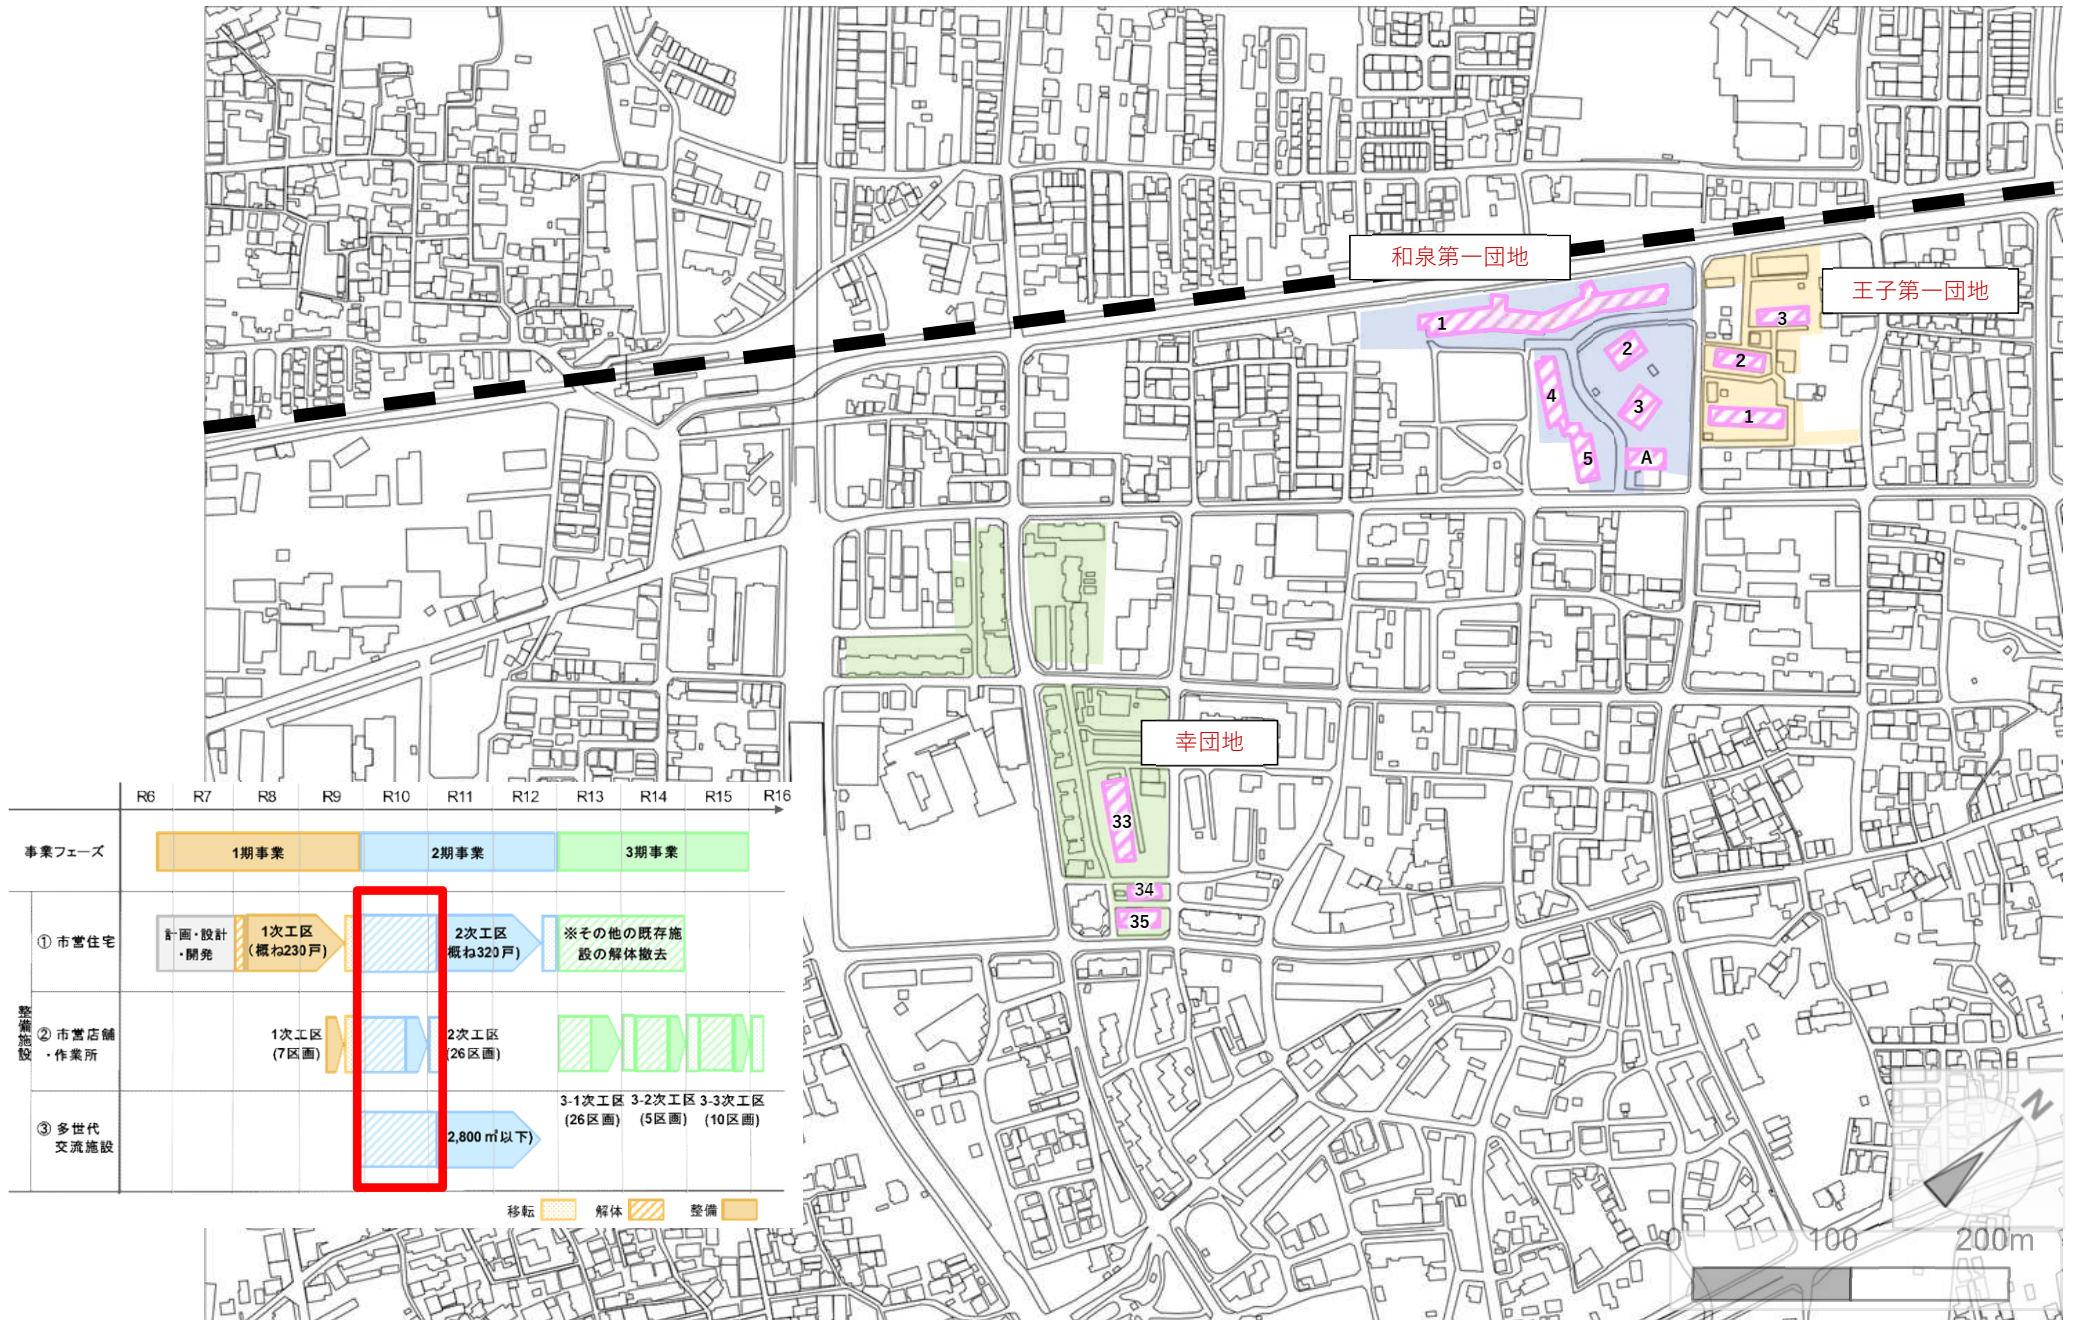 和泉第一団地
王子第一団地
1
2
3
4
5
A
3
2
1
幸団地
33
34
35
R6 R7 R8 R9 R10 R11 R12 R13 R14 R15 R16
事業フェーズ
1期事業
2期事業
3期事業
整備施設
① 市営住宅
計画・設計
・開発
1次工区
(概ね230戸)
2次工区
概ね320戸)
※その他の既存施
設の解体撤去
② 市営店舗
・作業所
1次工区
(7区画)
2次工区
(26区画)
3-1次工区
(26区画)
3-2次工区
(5区画)
3-3次工区
(10区画)
③ 多世代
交流施設
2,800㎡以下)
移転
解体
整備
N
0 100 200m